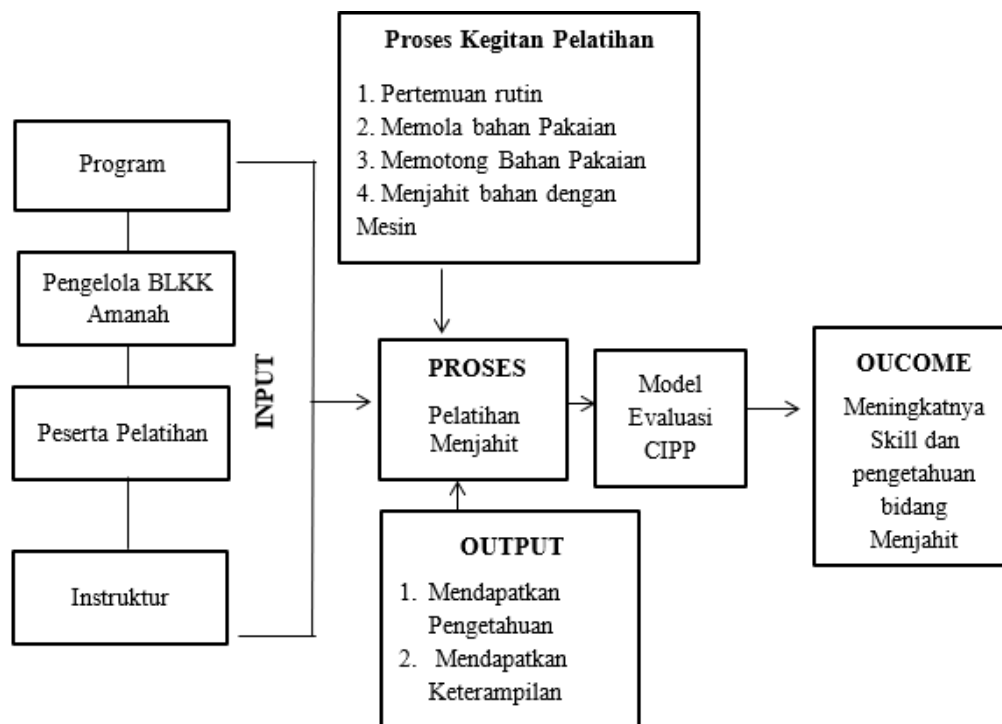 Proses Kegitan Pelatihan
1. Pertemuan rutin
2. Memola bahan Pakaian
3. Memotong Bahan Pakaian
4. Menjahit bahan dengan
Mesin
Program
Pengelola BLKK
Amanah
Peserta Pelatihan
Instruktur
INPUT
PROSES
Pelatihan
Menjahit
Model
Evaluasi
CIPP
OUCOME
Meningkatnya
Skill dan
pengetahuan
bidang
Menjahit
OUTPUT
1. Mendapatkan
Pengetahuan
2. Mendapatkan
Keterampilan